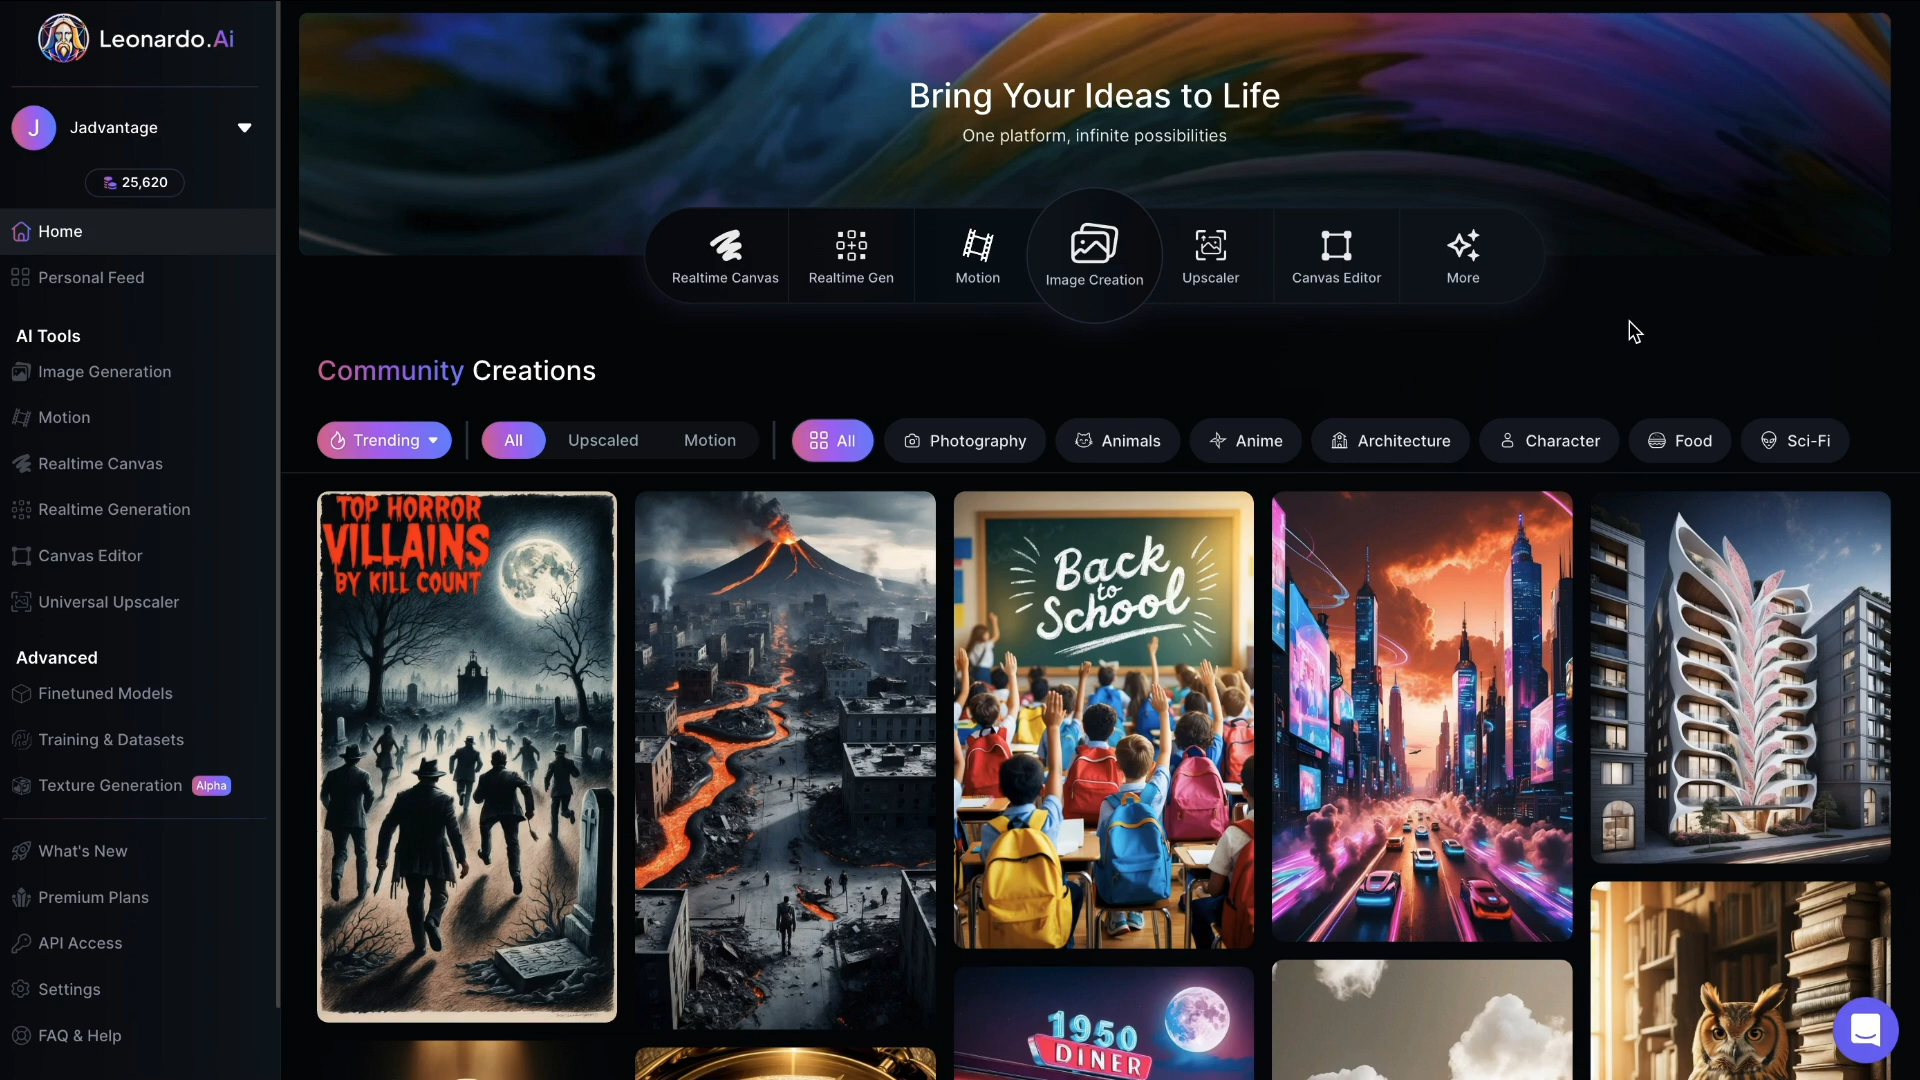 Leonardo.Ai
J
Jadvantage
25,620
Home
Personal Feed
AI Tools
Image Generation
Motion
Realtime Canvas
Realtime Generation
Canvas Editor
Universal Upscaler
Advanced
Finetuned Models
Training & Datasets
Texture Generation Alpha
What's New
Premium Plans
API Access
Settings
FAQ & Help
Bring Your Ideas to Life
One platform, infinite possibilities
Realtime Canvas
Realtime Gen
Motion
Image Creation
Upscaler
Canvas Editor
More
Community Creations
Trending
All
Upscaled
Motion
All
Photography
Animals
Anime
Architecture
Character
Food
Sci-Fi
TOP HORROR
VILLAINS
BY KILL COUNT
Back
to
School
1950
DINER